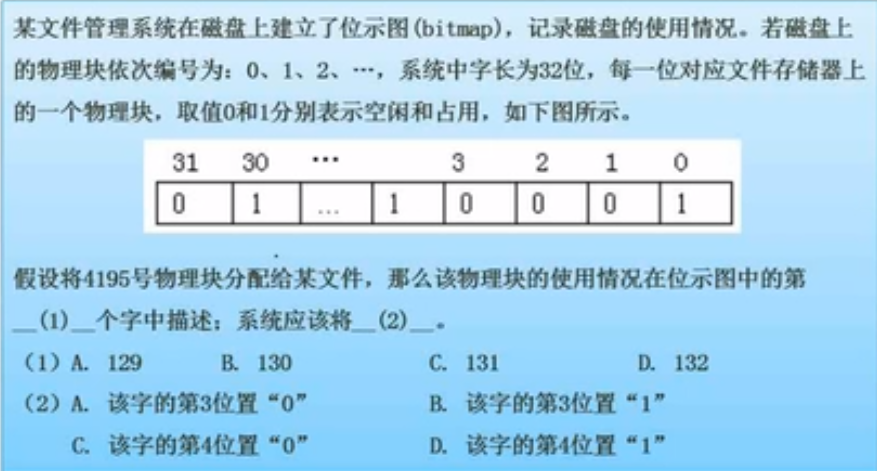 某文件管理系统在磁盘上建立了位示图(bitmap)，记录磁盘的使用情况。若磁盘上
的物理块依次编号为：0、1、2、…，系统中字长为32位，每一位对应文件存储器上
的一个物理块，取值0和1分别表示空闲和占用，如下图所示。
31 30 … 3 2 1 0
0 1 … 1 0 0 0 1
假设将4195号物理块分配给某文件，那么该物理块的使用情况在位示图中的第
__(1)__个字中描述；系统应该将__(2)__。
（1）A. 129 B. 130 C. 131 D. 132
（2）A. 该字的第3位置“0” B. 该字的第3位置“1”
C. 该字的第4位置“0” D. 该字的第4位置“1”